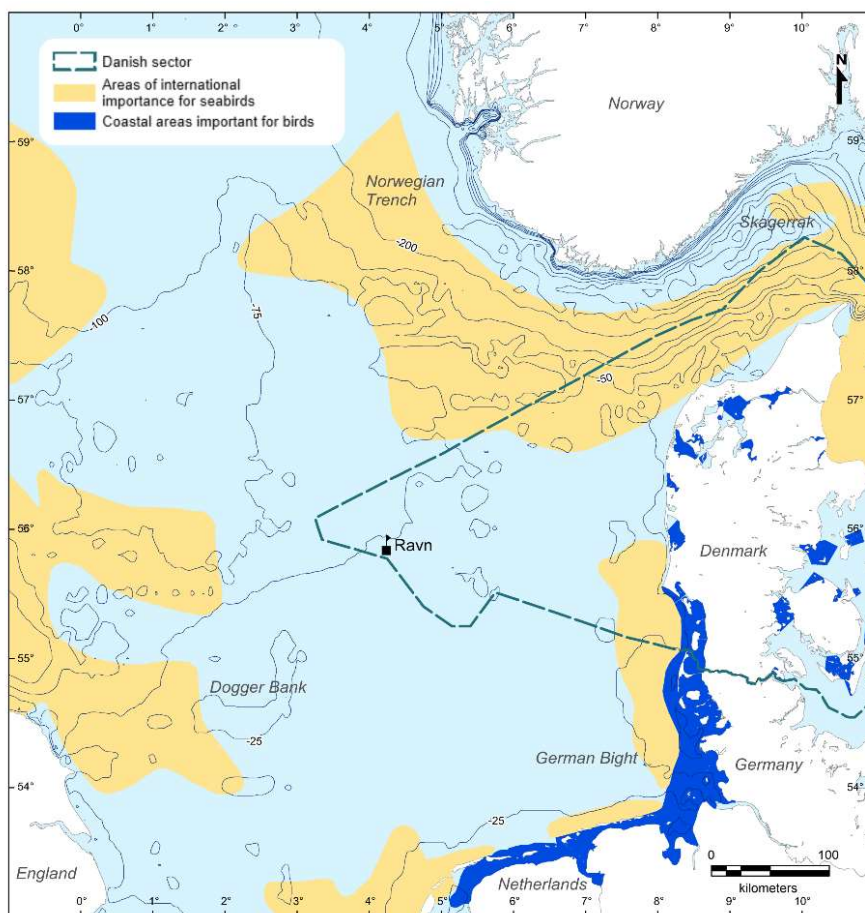 0° 1° 2° 3° 4° 5° 6° 7° 8° 9° 10°
Danish sector
Areas of international
importance for seabirds
Coastal areas important for birds
N
Norway
59° 59°
Norwegian
Trench
Skagerrak
-200
58° 58°
-100
-75
-50
57° 57°
56° 56°
Ravn
Denmark
55° 55°
Dogger Bank
-25
German Bight
Germany
54° 54°
-25
England
Netherlands
0 100
kilometers
0° 1° 2° 3° 4° 5° 6° 7° 8° 9° 10°